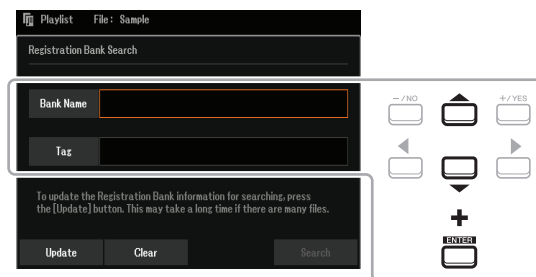 Playlist File: Sample
Registration Bank Search
Bank Name
Tag
To update the Registration Bank information for searching, press
the [Update] button. This may take a long time if there are many files.
Update Clear Search
-/NO +/YES
+
ENTER